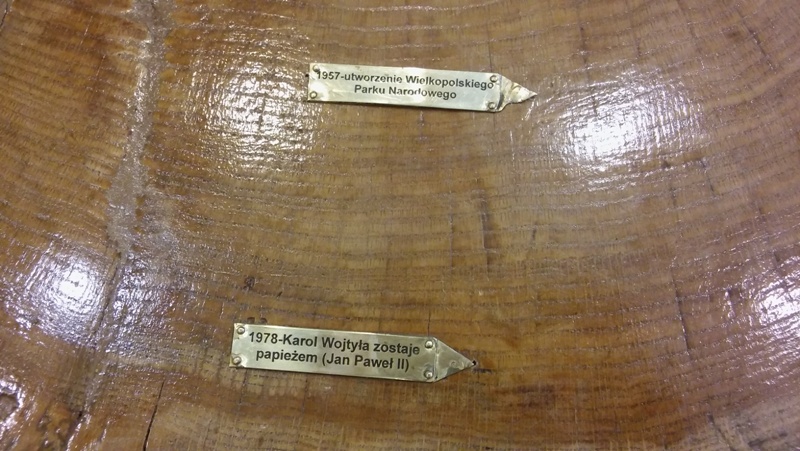 1957-utworzenie Wielkopolskiego
Parku Narodowego
1978-Karol Wojtyła zostaje
papieżem (Jan Paweł II)